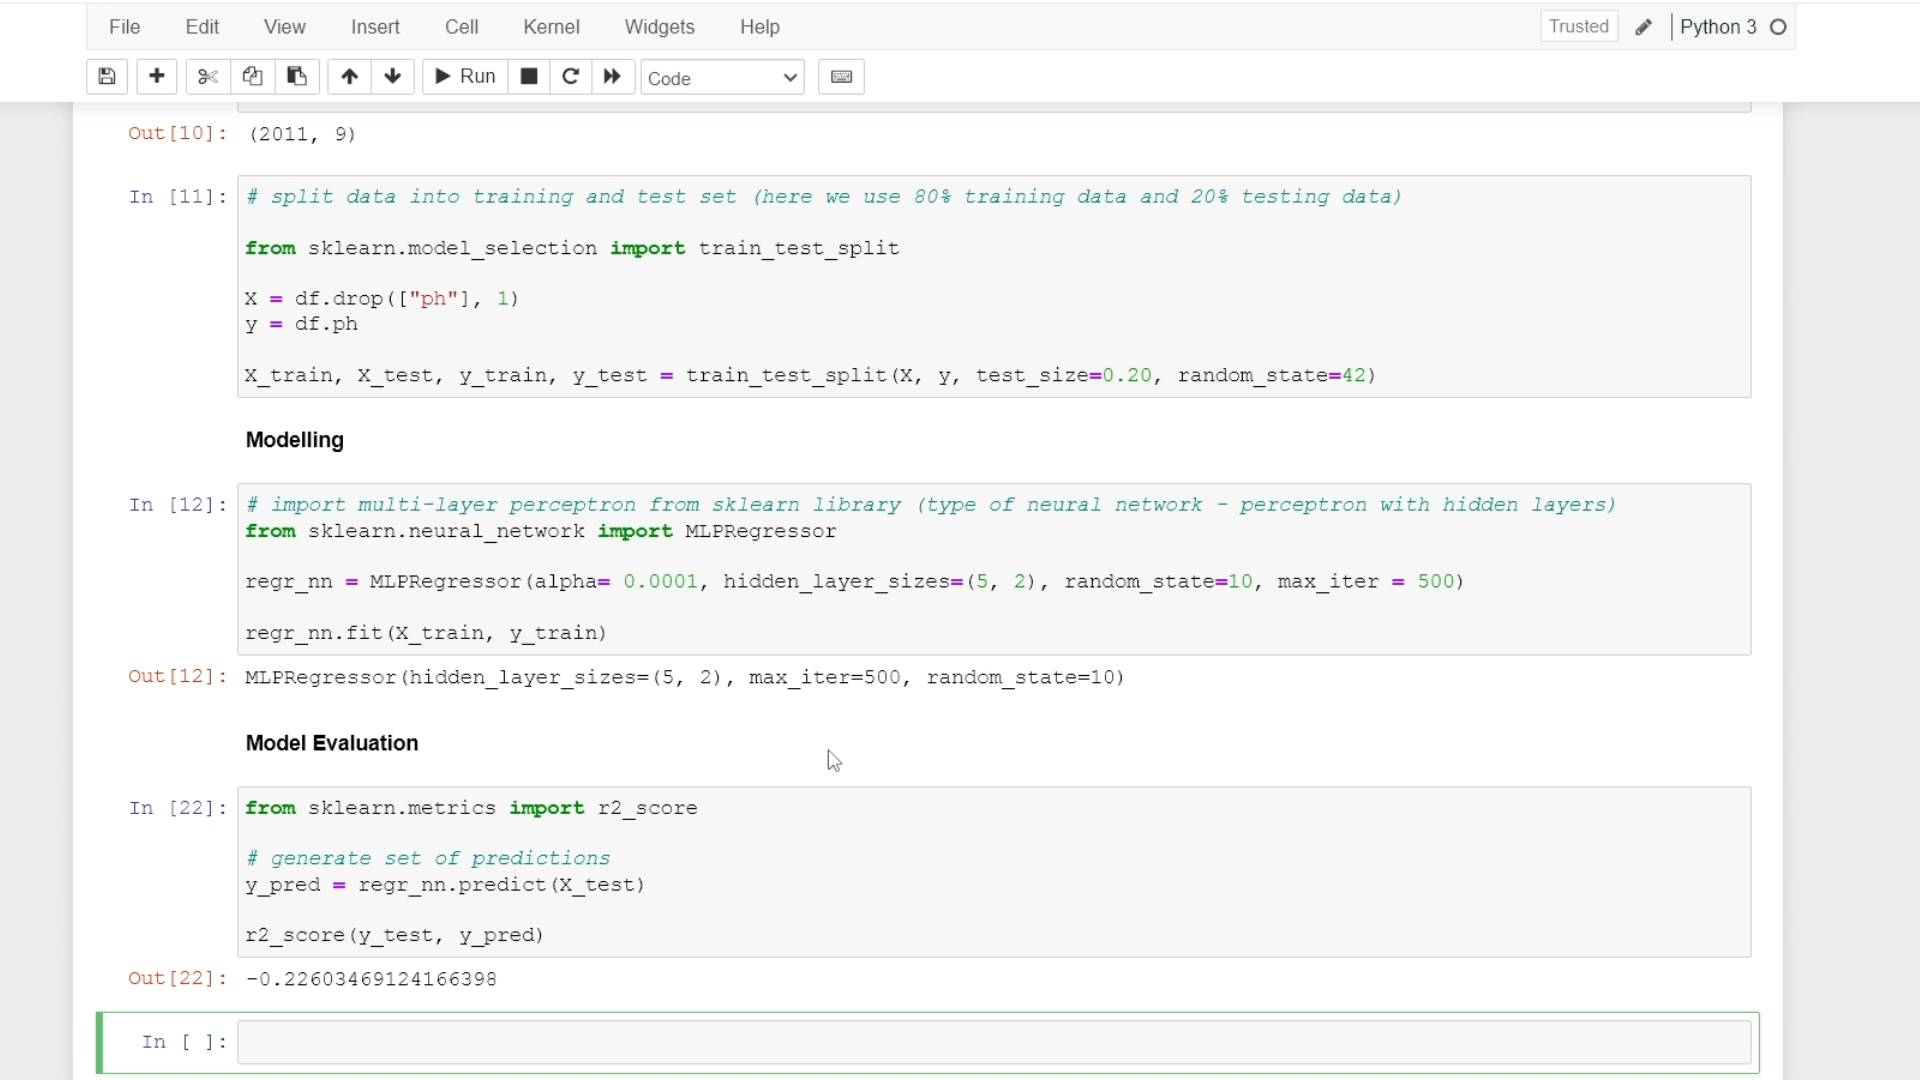 File Edit View Insert Cell Kernel Widgets Help Trusted Python 3
Run Code
Out[10]: (2011, 9)
In [11]: # split data into training and test set (here we use 80% training data and 20% testing data)
from sklearn.model_selection import train_test_split
X = df.drop(["ph"], 1)
y = df.ph
X_train, X_test, y_train, y_test = train_test_split(X, y, test_size=0.20, random_state=42)
Modelling
In [12]: # import multi-layer perceptron from sklearn library (type of neural network - perceptron with hidden layers)
from sklearn.neural_network import MLPRegressor
regr_nn = MLPRegressor(alpha= 0.0001, hidden_layer_sizes=(5, 2), random_state=10, max_iter = 500)
regr_nn.fit(X_train, y_train)
Out[12]: MLPRegressor(hidden_layer_sizes=(5, 2), max_iter=500, random_state=10)
Model Evaluation
In [22]: from sklearn.metrics import r2_score
# generate set of predictions
y_pred = regr_nn.predict(X_test)
r2_score(y_test, y_pred)
Out[22]: -0.22603469124166398
In [ ]: